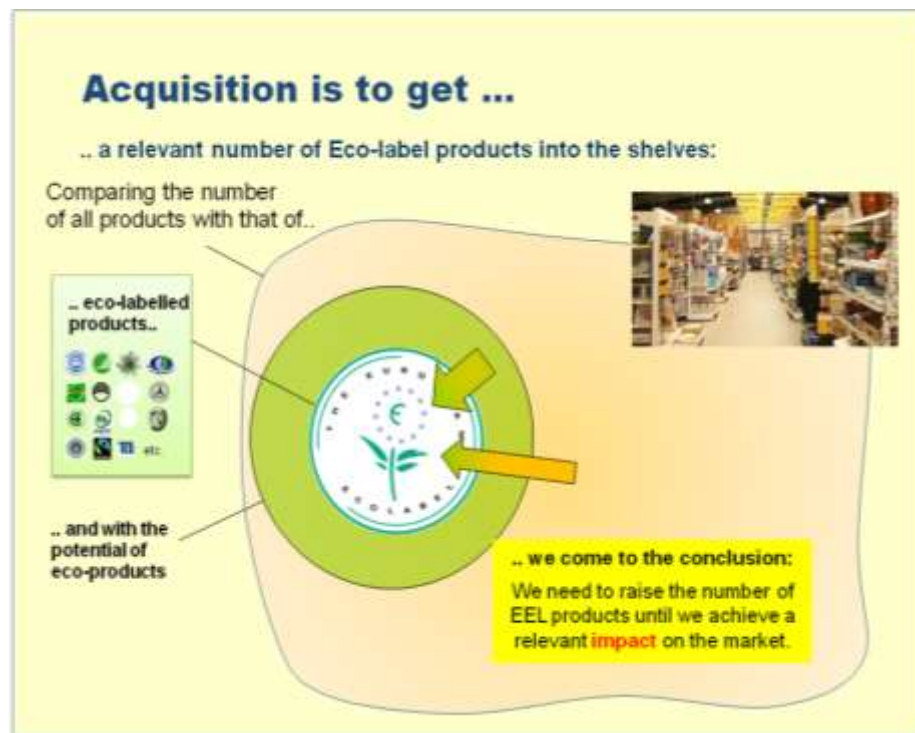 Acquisition is to get ...
.. a relevant number of Eco-label products into the shelves:
Comparing the number
of all products with that of..
.. eco-labelled
products..
etc
.. and with the
potential of
eco-products
ECOLABEL
.. we come to the conclusion:
We need to raise the number of
EEL products until we achieve a
relevant impact on the market.